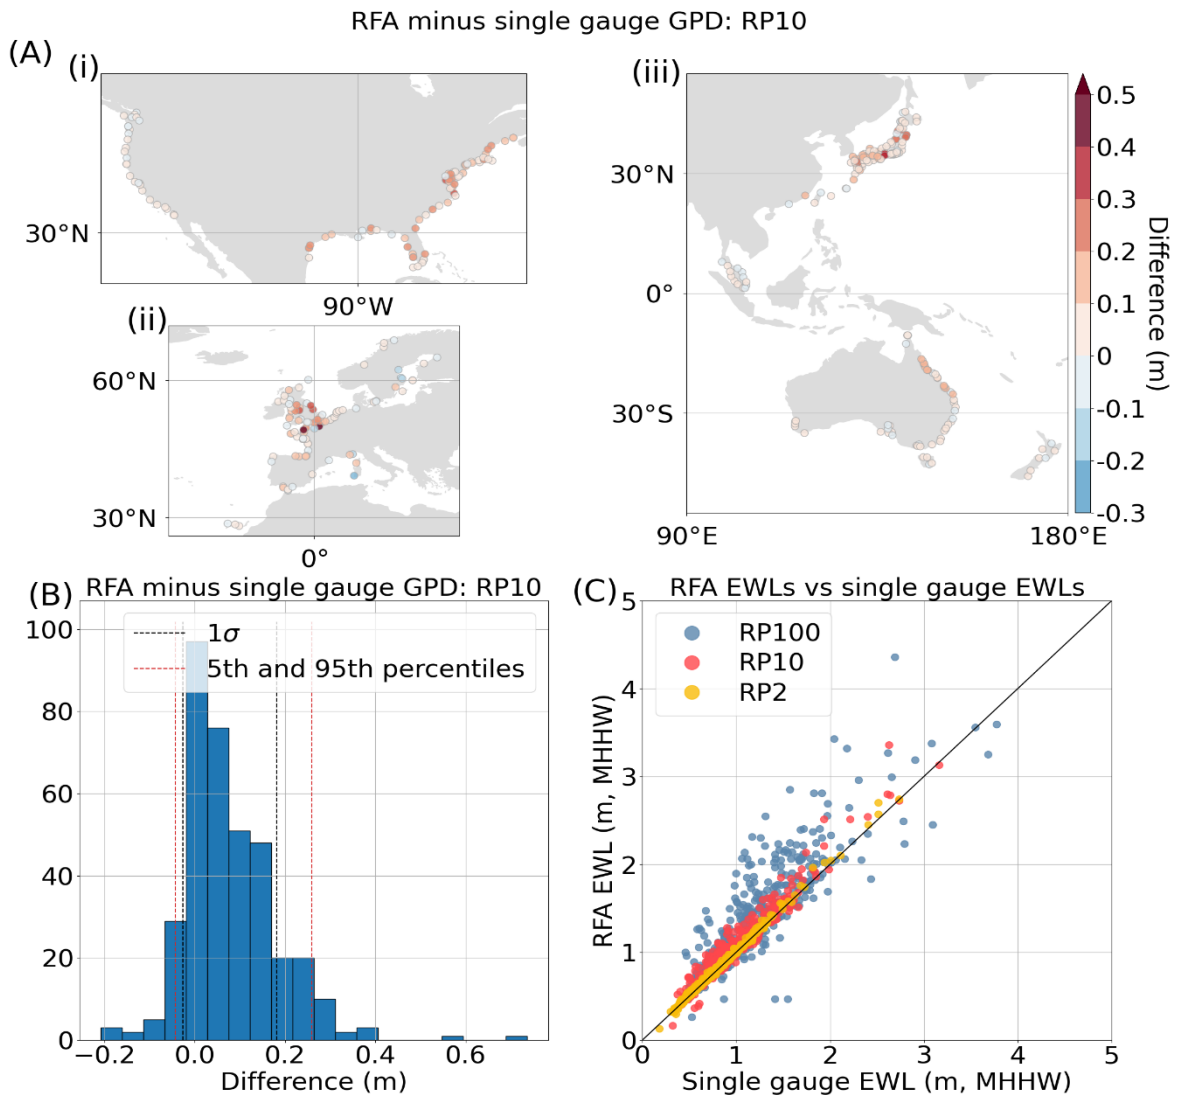 RFA minus single gauge GPD: RP10
(A)
(i)
30°N
90°W
(ii)
60°N
30°N
0°
(iii)
30°N
0°
30°S
90°E
180°E
0.5
0.4
0.3
0.2
0.1
0
-0.1
-0.2
-0.3
Difference (m)
(B)
RFA minus single gauge GPD: RP10
1σ
5th and 95th percentiles
100
80
60
40
20
0
−0.2
0.0
0.2
0.4
0.6
Difference (m)
(C)
RFA EWLs vs single gauge EWLs
RP100
RP10
RP2
5
4
3
2
1
0
RFA EWL (m, MHHW)
0
1
2
3
4
5
Single gauge EWL (m, MHHW)